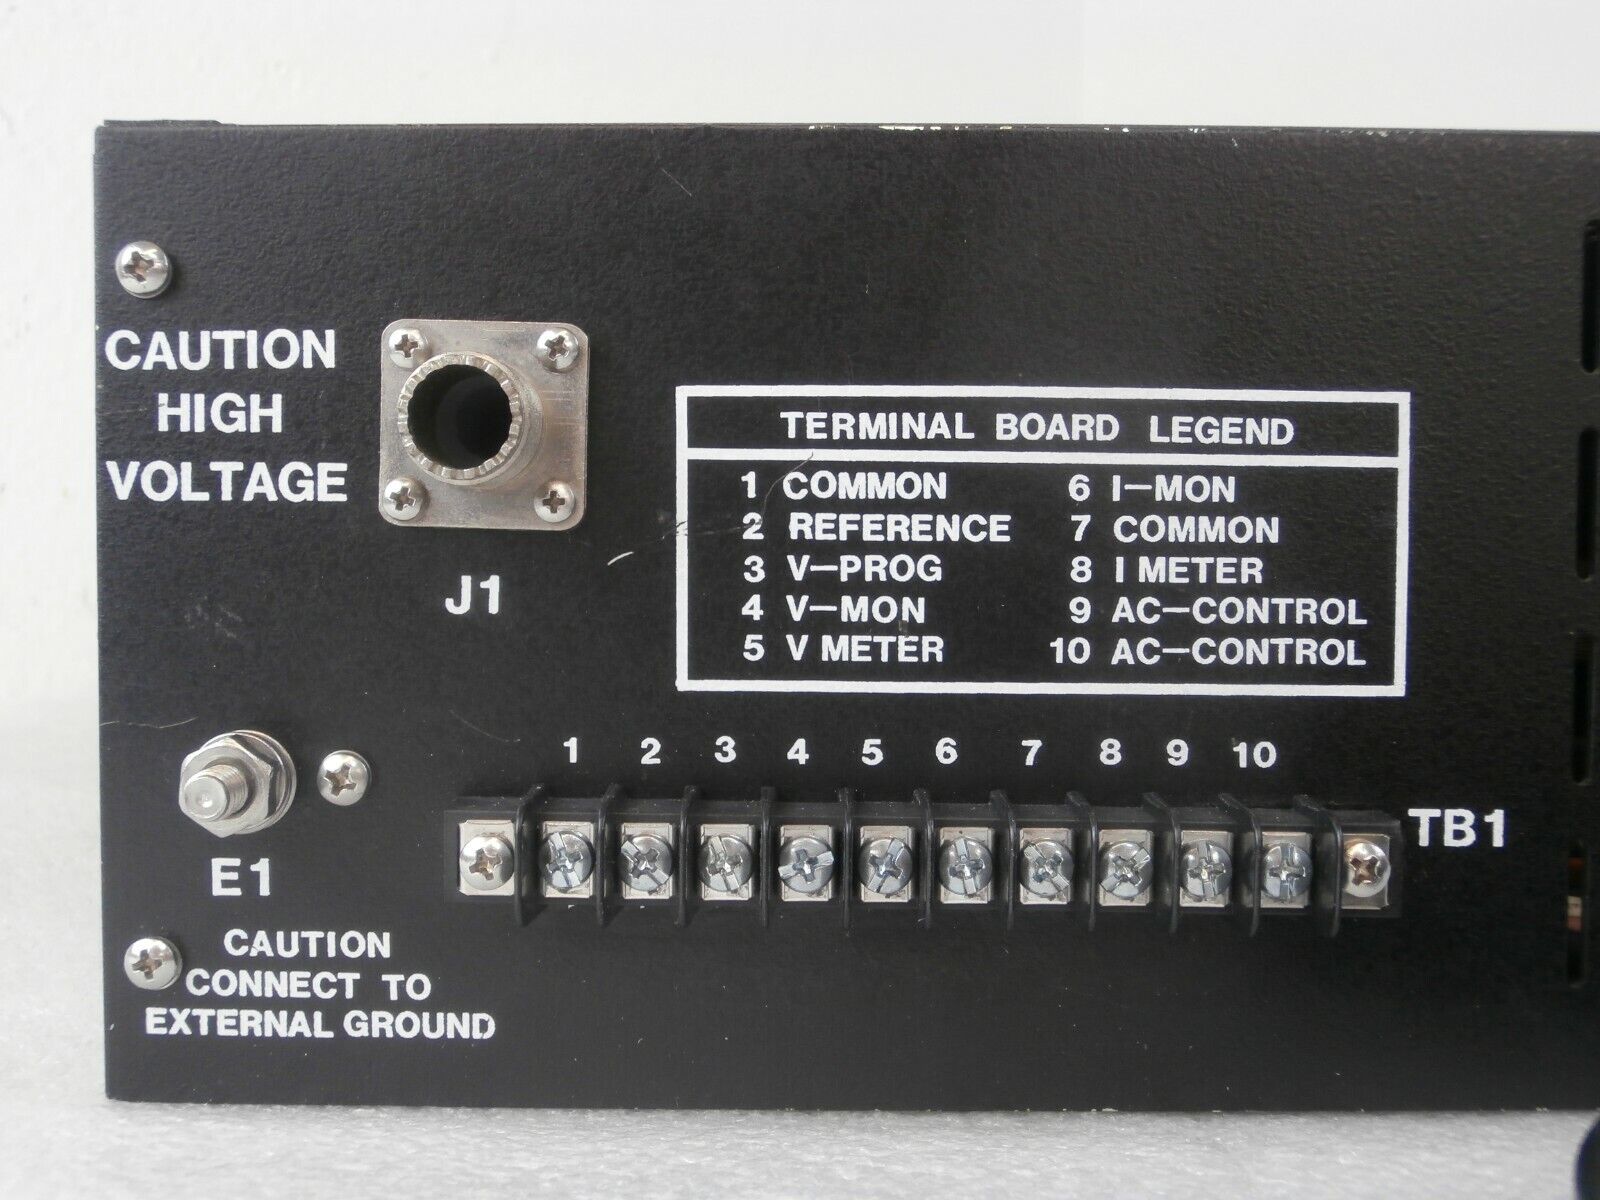 CAUTION
HIGH
VOLTAGE
J1
TERMINAL BOARD LEGEND
1 COMMON
2 REFERENCE
3 V-PROG
4 V-MON
5 V METER
6 I-MON
7 COMMON
8 I METER
9 AC-CONTROL
10 AC-CONTROL
1 2 3 4 5 6 7 8 9 10
TB1
E1
CAUTION
CONNECT TO
EXTERNAL GROUND